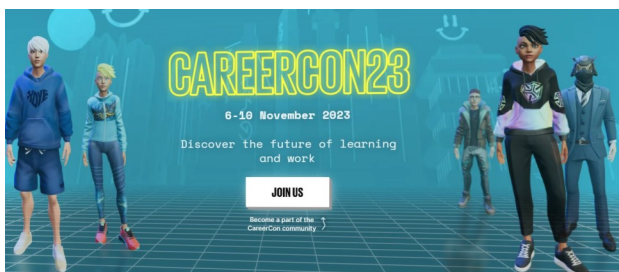 CAREERCON23
6-10 November 2023
Discover the future of learning
and work
JOIN US
Become a part of the
CareerCon community